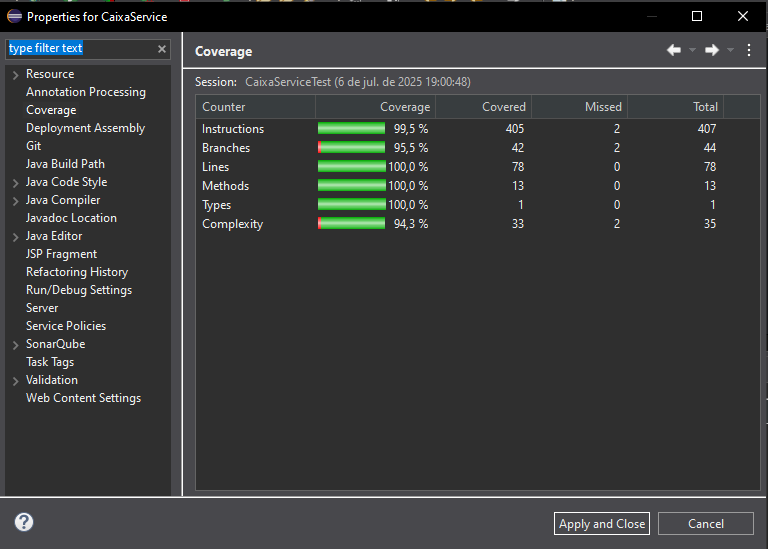 Properties for CaixaService
type filter text
Resource
Annotation Processing
Coverage
Deployment Assembly
Git
Java Build Path
Java Code Style
Java Compiler
Javadoc Location
Java Editor
JSP Fragment
Refactoring History
Run/Debug Settings
Server
Service Policies
SonarQube
Task Tags
Validation
Web Content Settings
Coverage
Session: CaixaServiceTest (6 de jul. de 2025 19:00:48)
Counter Coverage Covered Missed Total
Instructions 99,5 % 405 2 407
Branches 95,5 % 42 2 44
Lines 100,0 % 78 0 78
Methods 100,0 % 13 0 13
Types 100,0 % 1 0 1
Complexity 94,3 % 33 2 35
Apply and Close Cancel